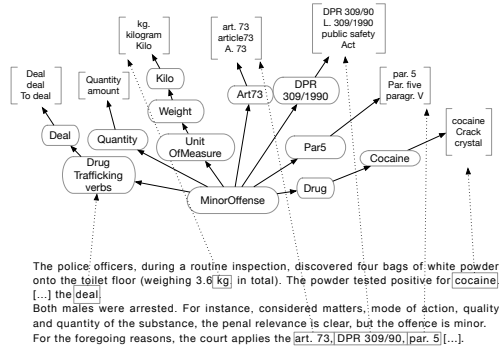 kg.
kilogram
Kilo
art. 73
article73
A. 73
DPR 309/90
L. 309/1990
public safety
Act
Deal
deal
To deal
Quantity
amount
par. 5
Par. five
paragr. V
cocaine
Crack
crystal
Kilo
Art73
DPR
309/1990
Weight
Deal
Quantity
Unit
OfMeasure
Par5
Cocaine
Drug
Trafficking
verbs
MinorOffense
Drug
The police officers, during a routine inspection, discovered four bags of white powder
onto the toilet floor (weighing 3.6 kg. in total). The powder tested positive for cocaine.
[...] the deal.
Both males were arrested. For instance, considered matters, mode of action, quality
and quantity of the substance, the penal relevance is clear, but the offence is minor.
For the foregoing reasons, the court applies the art. 73, DPR 309/90, par. 5 [...].